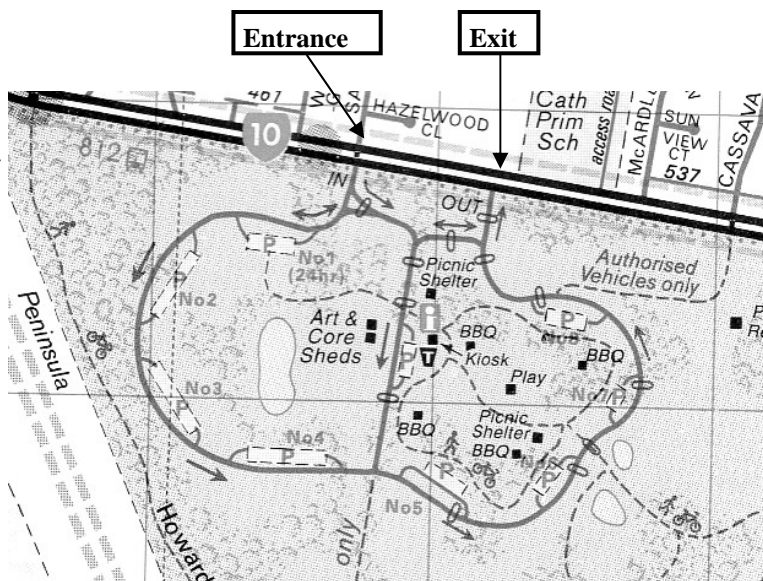 Entrance
Exit
461
HAZELWOOD
CL
Cath
Prim
Sch
access
McARDL
SUN
VIEW
CT
537
CASSAVA
10
812
IN
OUT
P
No1
(24hr)
P
No2
Picnic
Shelter
Authorised
Vehicles only
Peninsula
Art &
Core
Sheds
i
T
Kiosk
BBQ
P
BBQ
P
Play
P
No3
BBQ
Picnic
Shelter
BBQ
P
No4
P
P
P
No5
only
Howard